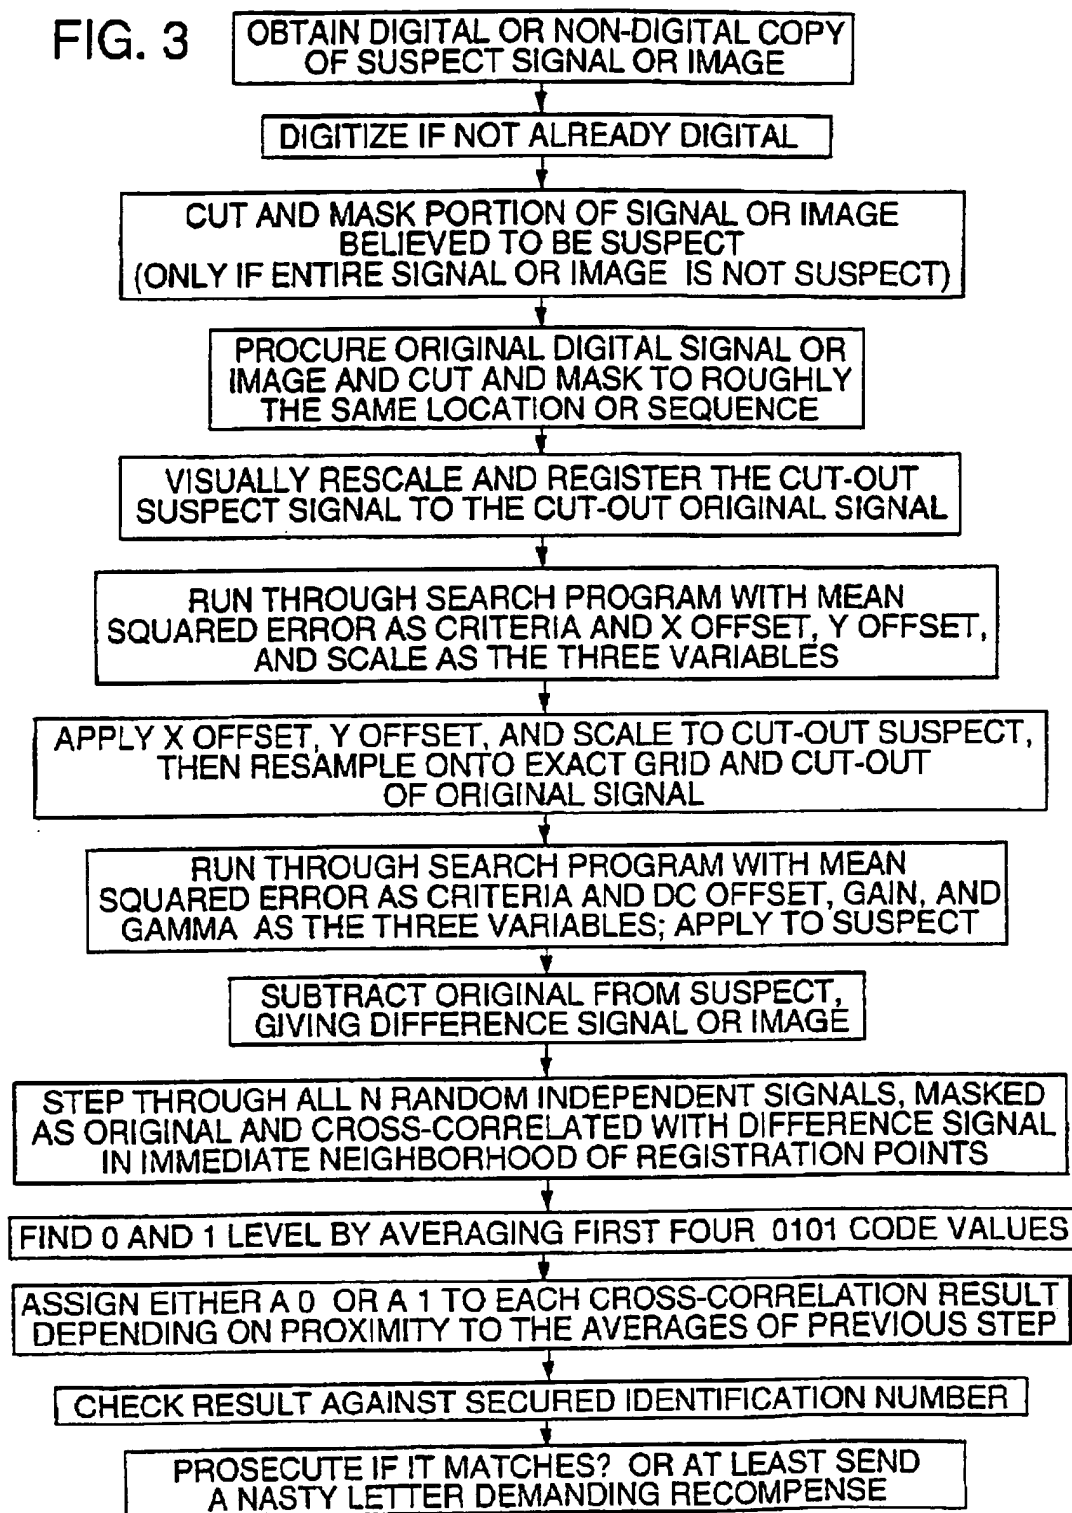 FIG. 3
OBTAIN DIGITAL OR NON-DIGITAL COPY
OF SUSPECT SIGNAL OR IMAGE
DIGITIZE IF NOT ALREADY DIGITAL
CUT AND MASK PORTION OF SIGNAL OR IMAGE
BELIEVED TO BE SUSPECT
(ONLY IF ENTIRE SIGNAL OR IMAGE IS NOT SUSPECT)
PROCURE ORIGINAL DIGITAL SIGNAL OR
IMAGE AND CUT AND MASK TO ROUGHLY
THE SAME LOCATION OR SEQUENCE
VISUALLY RESCALE AND REGISTER THE CUT-OUT
SUSPECT SIGNAL TO THE CUT-OUT ORIGINAL SIGNAL
RUN THROUGH SEARCH PROGRAM WITH MEAN
SQUARED ERROR AS CRITERIA AND X OFFSET, Y OFFSET,
AND SCALE AS THE THREE VARIABLES
APPLY X OFFSET, Y OFFSET, AND SCALE TO CUT-OUT SUSPECT,
THEN RESAMPLE ONTO EXACT GRID AND CUT-OUT
OF ORIGINAL SIGNAL
RUN THROUGH SEARCH PROGRAM WITH MEAN
SQUARED ERROR AS CRITERIA AND DC OFFSET, GAIN, AND
GAMMA AS THE THREE VARIABLES; APPLY TO SUSPECT
SUBTRACT ORIGINAL FROM SUSPECT,
GIVING DIFFERENCE SIGNAL OR IMAGE
STEP THROUGH ALL N RANDOM INDEPENDENT SIGNALS, MASKED
AS ORIGINAL AND CROSS-CORRELATED WITH DIFFERENCE SIGNAL
IN IMMEDIATE NEIGHBORHOOD OF REGISTRATION POINTS
FIND 0 AND 1 LEVEL BY AVERAGING FIRST FOUR 0101 CODE VALUES
ASSIGN EITHER A 0 OR A 1 TO EACH CROSS-CORRELATION RESULT
DEPENDING ON PROXIMITY TO THE AVERAGES OF PREVIOUS STEP
CHECK RESULT AGAINST SECURED IDENTIFICATION NUMBER
PROSECUTE IF IT MATCHES? OR AT LEAST SEND
A NASTY LETTER DEMANDING RECOMPENSE